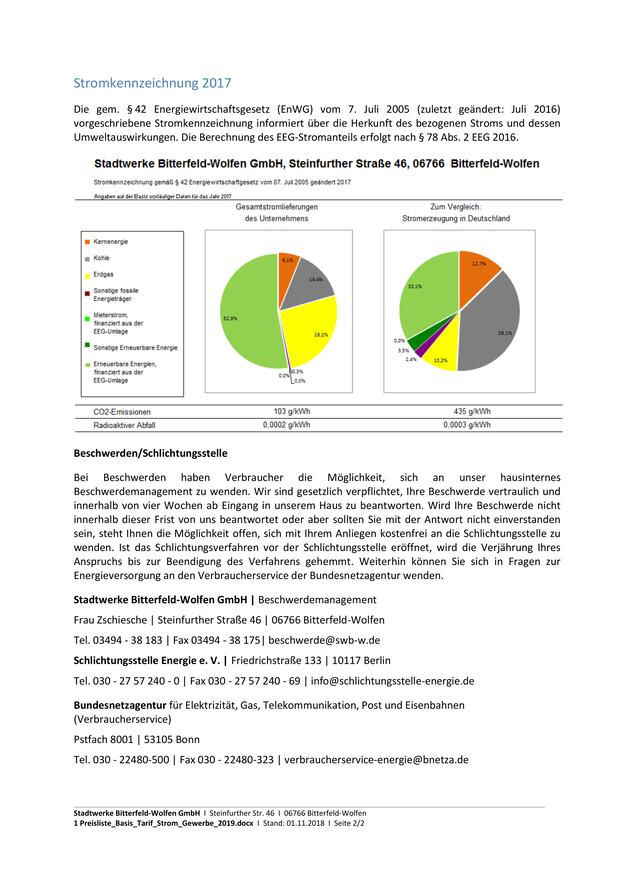 Stromkennzeichnung 2017
Die gem. § 42 Energiewirtschaftsgesetz (EnWG) vom 7. Juli 2005 (zuletzt geändert: Juli 2016)
vorgeschriebene Stromkennzeichnung informiert über die Herkunft des bezogenen Stroms und dessen
Umweltauswirkungen. Die Berechnung des EEG-Stromanteils erfolgt nach § 78 Abs. 2 EEG 2016.
Stadtwerke Bitterfeld-Wolfen GmbH, Steinfurther Straße 46, 06766 Bitterfeld-Wolfen
Stromkennzeichnung gemäß § 42 Energiewirtschaftsgesetz vom 07. Juli 2005 geändert 2017
Angaben auf der Basis vorläufiger Daten für das Jahr 2017
Gesamtstromlieferungen
des Unternehmens
Zum Vergleich:
Stromerzeugung in Deutschland
Kernenergie
Kohle
Erdgas
Sonstige fossile
Energieträger
Mieterstrom,
finanziert aus der
EEG-Umlage
Sonstige Erneuerbare Energie
Erneuerbare Energien,
finanziert aus der
EEG-Umlage
6,1%
14,4%
26,2%
0,3%
0,0%
0,0%
52,9%
12,7%
38,1%
10,2%
2,4%
3,5%
0,0%
33,1%
CO2-Emissionen 103 g/kWh 435 g/kWh
Radioaktiver Abfall 0,0002 g/kWh 0,0003 g/kWh
Beschwerden/Schlichtungsstelle
Bei Beschwerden haben Verbraucher die Möglichkeit, sich an unser hausinternes
Beschwerdemanagement zu wenden. Wir sind gesetzlich verpflichtet, Ihre Beschwerde vertraulich und
innerhalb von vier Wochen ab Eingang in unserem Haus zu beantworten. Wird Ihre Beschwerde nicht
innerhalb dieser Frist von uns beantwortet oder aber sollten Sie mit der Antwort nicht einverstanden
sein, steht Ihnen die Möglichkeit offen, sich mit Ihrem Anliegen kostenfrei an die Schlichtungsstelle zu
wenden. Ist das Schlichtungsverfahren vor der Schlichtungsstelle eröffnet, wird die Verjährung Ihres
Anspruchs bis zur Beendigung des Verfahrens gehemmt. Weiterhin können Sie sich in Fragen zur
Energieversorgung an den Verbraucherservice der Bundesnetzagentur wenden.
Stadtwerke Bitterfeld-Wolfen GmbH | Beschwerdemanagement
Frau Zschiesche | Steinfurther Straße 46 | 06766 Bitterfeld-Wolfen
Tel. 03494 - 38 183 | Fax 03494 - 38 175| beschwerde@swb-w.de
Schlichtungsstelle Energie e. V. | Friedrichstraße 133 | 10117 Berlin
Tel. 030 - 27 57 240 - 0 | Fax 030 - 27 57 240 - 69 | info@schlichtungsstelle-energie.de
Bundesnetzagentur für Elektrizität, Gas, Telekommunikation, Post und Eisenbahnen
(Verbraucherservice)
Pstfach 8001 | 53105 Bonn
Tel. 030 - 22480-500 | Fax 030 - 22480-323 | verbraucherservice-energie@bnetza.de
Stadtwerke Bitterfeld-Wolfen GmbH I Steinfurther Str. 46 I 06766 Bitterfeld-Wolfen
1 Preisliste_Basis_Tarif_Strom_Gewerbe_2019.docx I Stand: 01.11.2018 I Seite 2/2